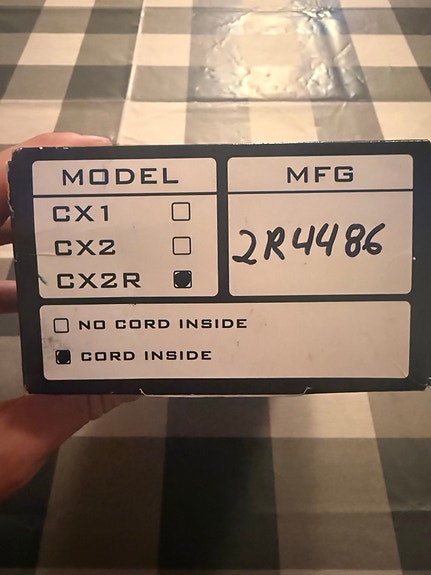 MODEL
CX1
CX2
CX2R
MFG
2R4486
NO CORD INSIDE
CORD INSIDE